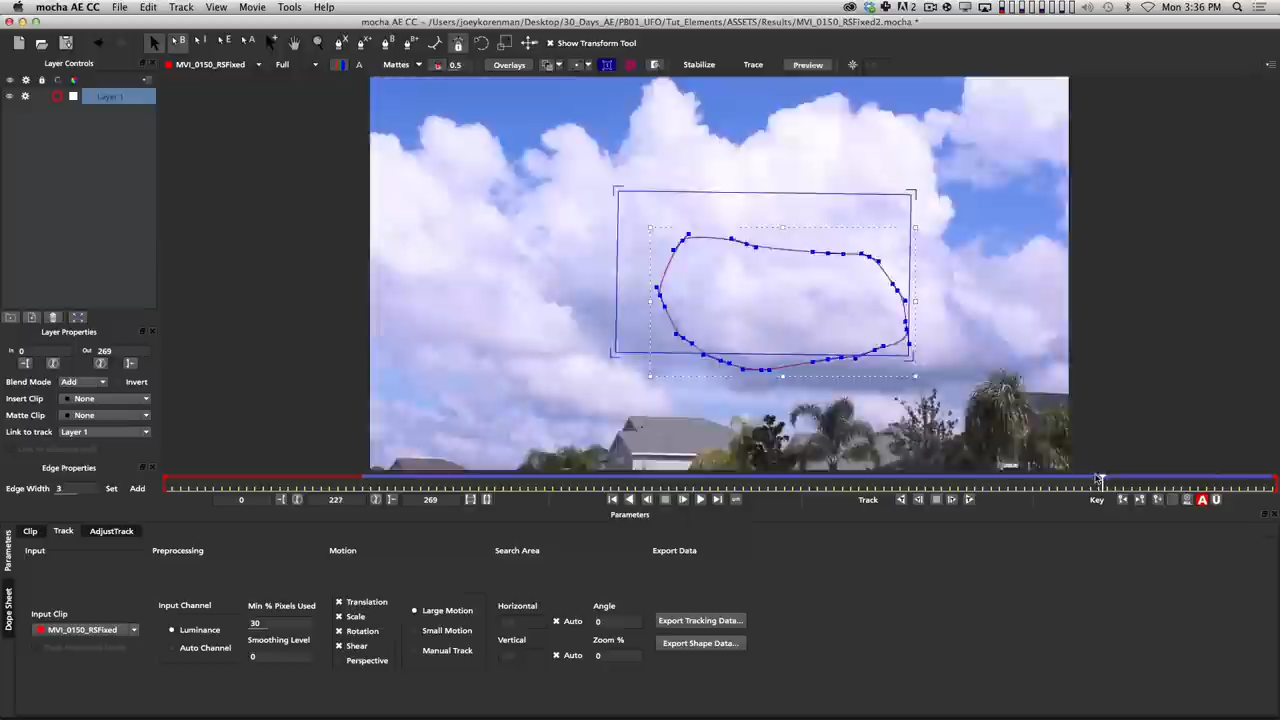 mocha AE CC File Edit Track View Movie Tools Help 2 Mon 3:36 PM
mocha AE CC ~ /Users/joeykorenman/Desktop/30_Days_AE/PB01_UFO/Tut_Elements/ASSETS/Results/MVI_0150_RSFixed2.mocha *
B I E A X X B B Show Transform Tool
Layer Controls MVI_0150_RSFixed Full A Mattes 0.5 Overlays Stabilize Trace Preview
Layer 1
Layer Properties
In 0 Out 269
Blend Mode Add Invert
Insert Clip None
Matte Clip None
Link to track Layer 1
Edge Properties
Edge Width 3 Set Add
0 227 269 Track Key A U
Parameters
Parameters
Dope Sheet
Clip Track AdjustTrack
Input Preprocessing Motion Search Area Export Data
Input Channel Min % Pixels Used Translation Large Motion Horizontal Angle
Input Clip Luminance 30 Scale Auto 0 Export Tracking Data...
MVI_0150_RSFixed Auto Channel Smoothing Level Rotation Small Motion Vertical Zoom % Export Shape Data...
0 Shear Manual Track Auto 0
Perspective